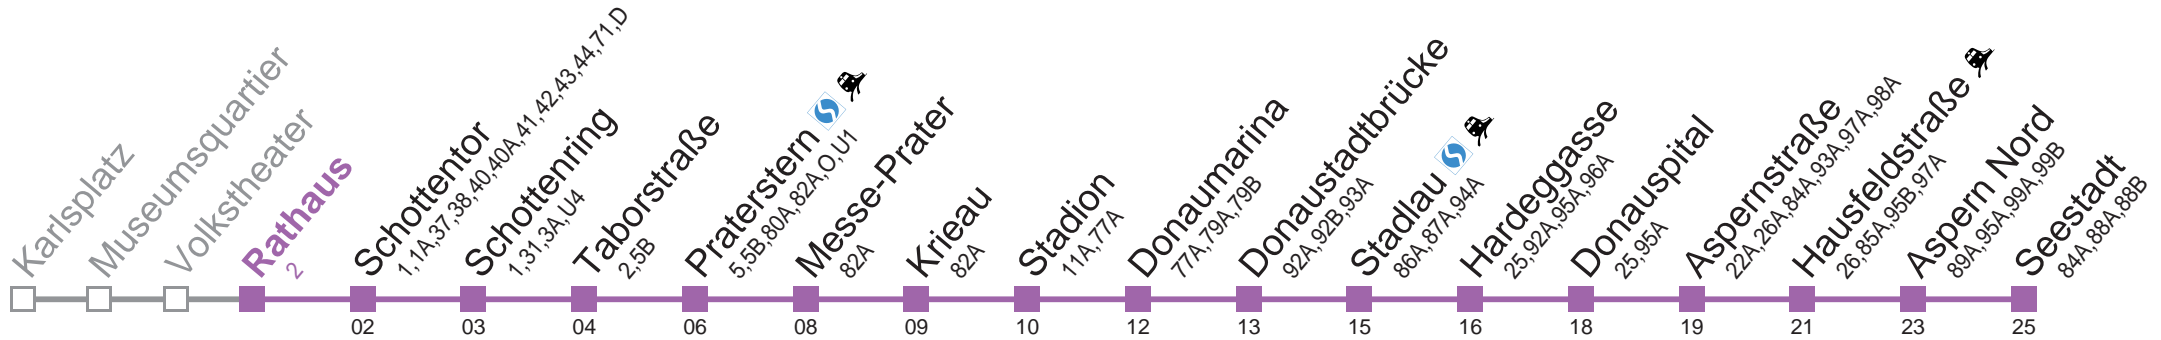 Karlsplatz
Museumsquartier
Volkstheater
Rathaus
2
Schottentor
1,1A,37,38,40,40A,41,42,43,44,71,D
Schottenring
1,31,3A,U4
Taborstraße
2,5B
Praterstern
5,5B,80A,82A,O,U1
Messe-Prater
82A
Krieau
82A
Stadion
11A,77A
Donaumarina
77A,79A,79B
Donaustadtbrücke
92A,92B,93A
Stadlau
86A,87A,94A
Hardeggasse
25,92A,95A,96A
Donauspital
25,95A
Aspernstraße
22A,26A,84A,93A,97A,98A
Hausfeldstraße
26,85A,95B,97A
Aspern Nord
89A,95A,99A,99B
Seestadt
84A,88A,88B
02 03 04 06 08 09 10 12 13 15 16 18 19 21 23 25